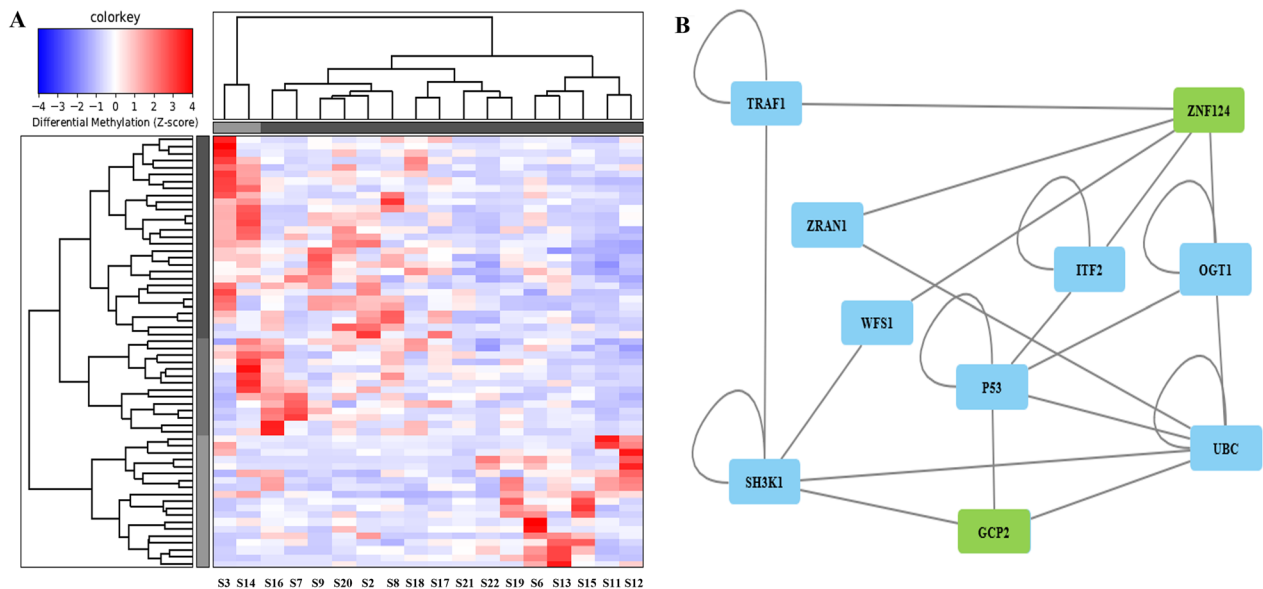 A
colorkey
−4 −3 −2 −1 0 1 2 3 4
Differential Methylation (Z-score)
S3 S14 S16 S7 S9 S20 S2 S8 S18 S17 S21 S22 S19 S6 S13 S15 S11 S12
B
TRAF1
ZNF124
ZRAN1
ITF2
OGT1
WFS1
P53
UBC
SH3K1
GCP2